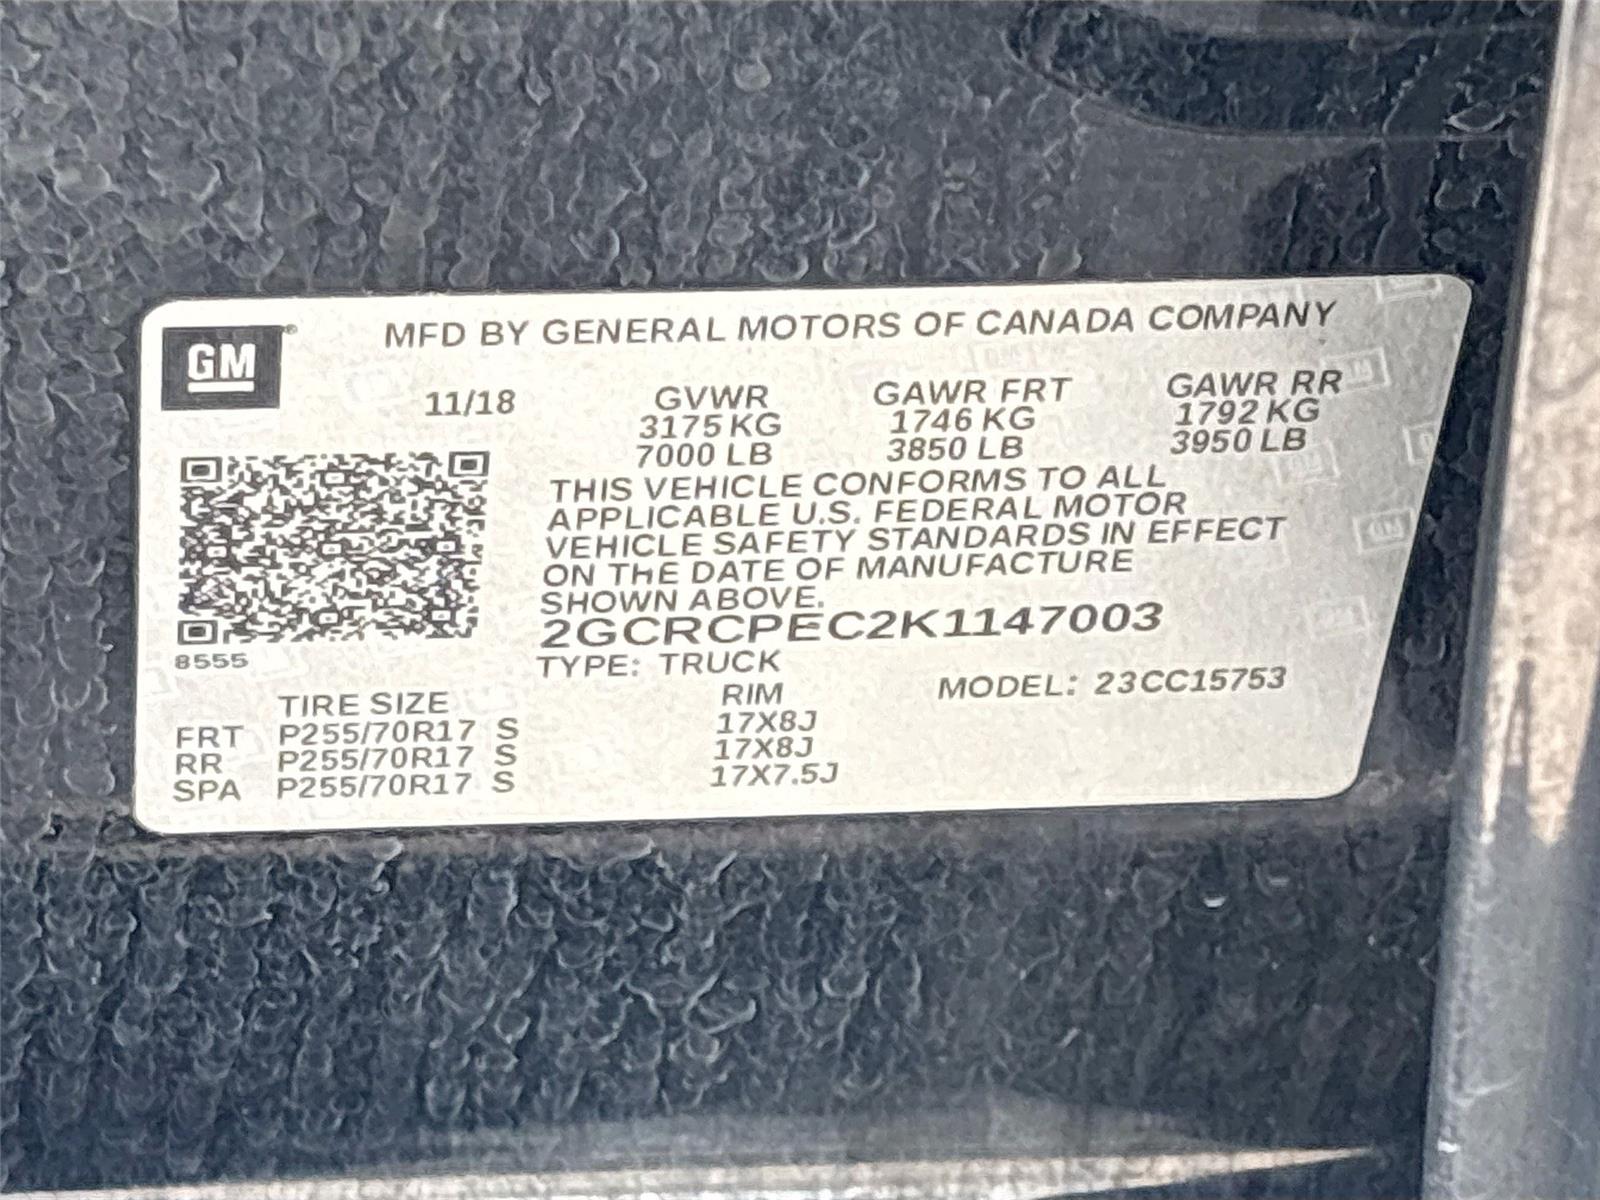 GM
MFD BY GENERAL MOTORS OF CANADA COMPANY
11/18 GVWR GAWR FRT GAWR RR
3175 KG 1746 KG 1792 KG
7000 LB 3850 LB 3950 LB
THIS VEHICLE CONFORMS TO ALL
APPLICABLE U.S. FEDERAL MOTOR
VEHICLE SAFETY STANDARDS IN EFFECT
ON THE DATE OF MANUFACTURE
SHOWN ABOVE.
2GCRCPEC2K1147003
8555
TYPE: TRUCK
TIRE SIZE RIM MODEL: 23CC15753
FRT P255/70R17 S 17X8J
RR P255/70R17 S 17X8J
SPA P255/70R17 S 17X7.5J